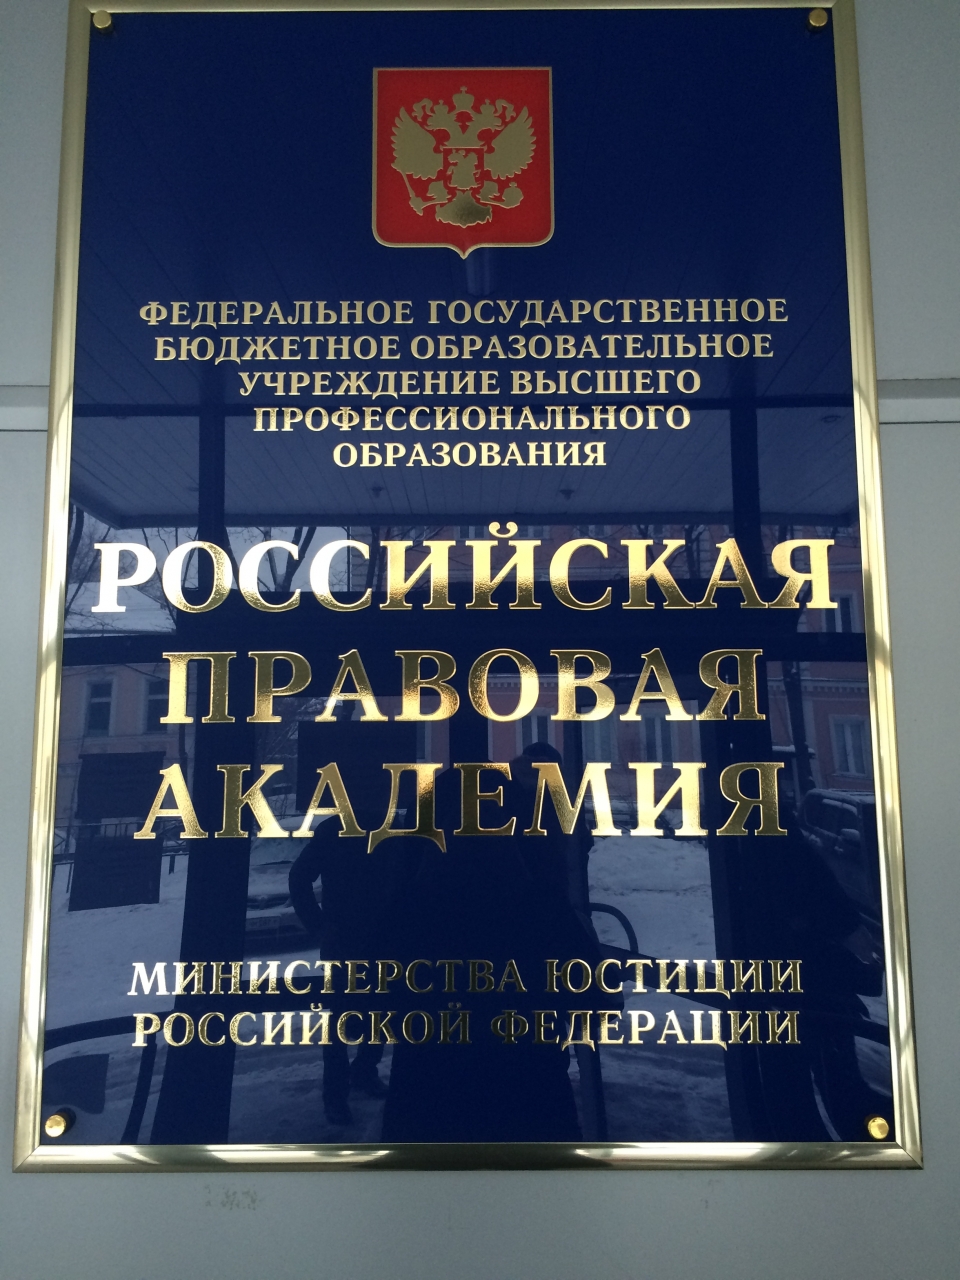 ФЕДЕРАЛЬНОЕ ГОСУДАРСТВЕННОЕ
БЮДЖЕТНОЕ ОБРАЗОВАТЕЛЬНОЕ
УЧРЕЖДЕНИЕ ВЫСШЕГО
ПРОФЕССИОНАЛЬНОГО
ОБРАЗОВАНИЯ
РОССИЙСКАЯ
ПРАВОВАЯ
АКАДЕМИЯ
МИНИСТЕРСТВА ЮСТИЦИИ
РОССИЙСКОЙ ФЕДЕРАЦИИ